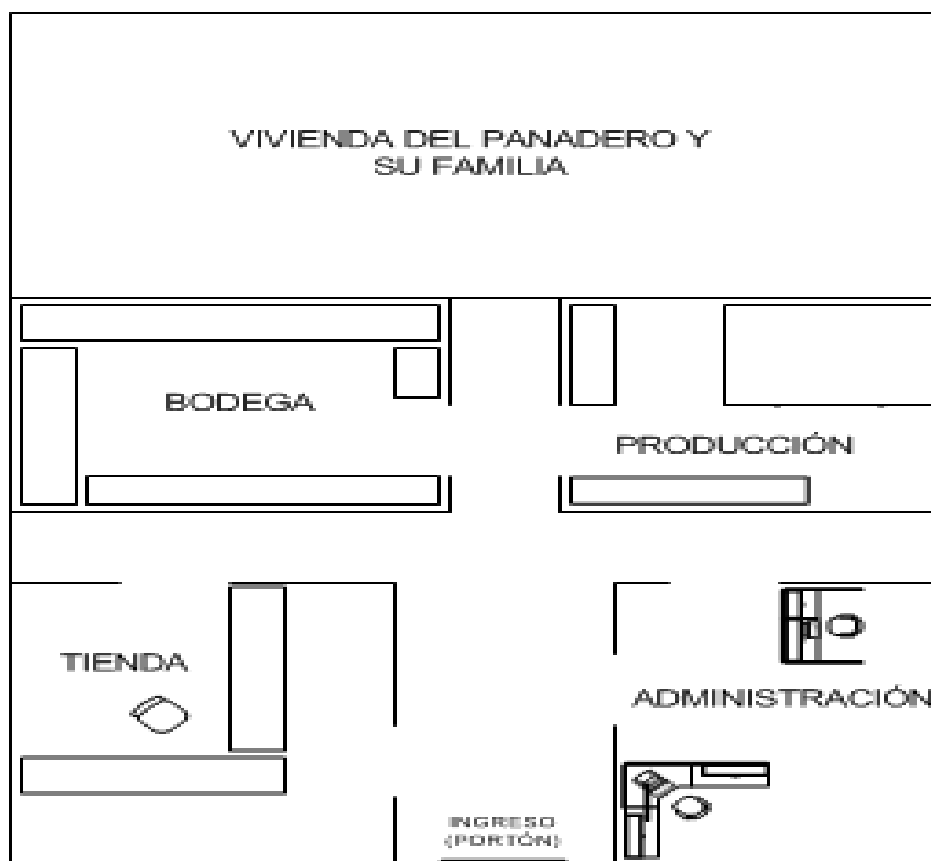 VIVIENDA DEL PANADERO Y
SU FAMILIA
BODEGA
PRODUCCIÓN
TIENDA
ADMINISTRACIÓN
INGRESO
(PORTÓN)